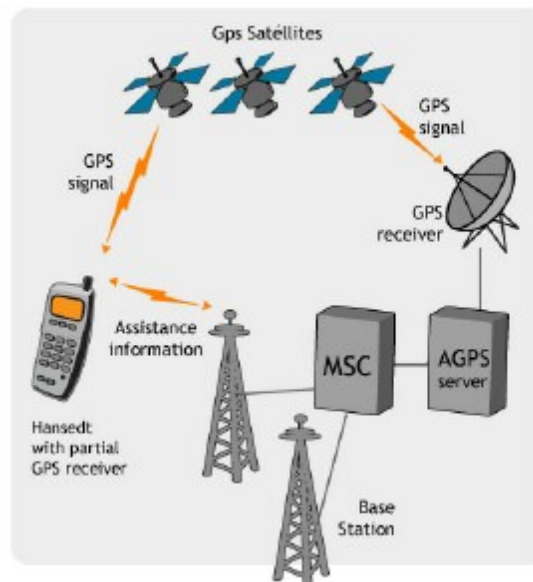 Gps Satéllites
GPS
signal
GPS
signal
GPS
receiver
Assistance
information
MSC
AGPS
server
Hansedt
with partial
GPS receiver
Base
Station